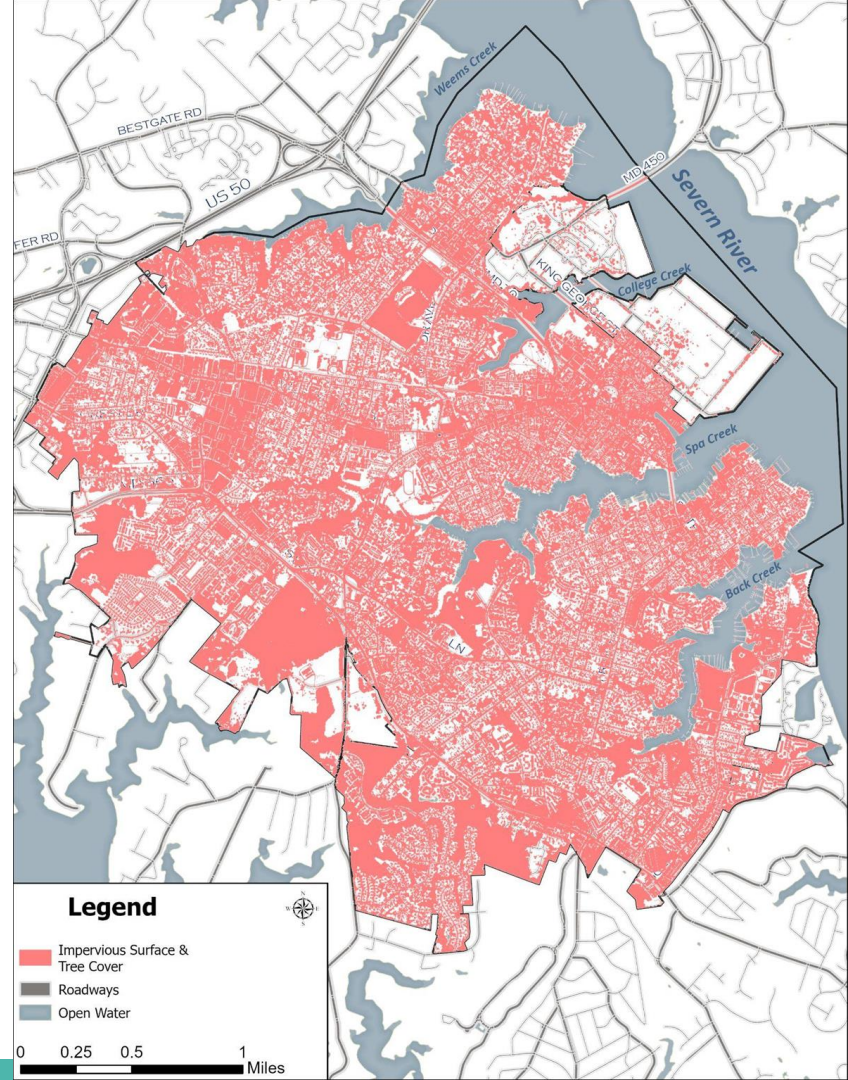 Weems Creek
BESTGATE RD
US 50
MD 450
Severn River
FER RD
College Creek
KING GEO
Spa Creek
Back Creek
LN
Legend
N
W
E
S
Impervious Surface &
Tree Cover
Roadways
Open Water
0 0.25 0.5 1
Miles